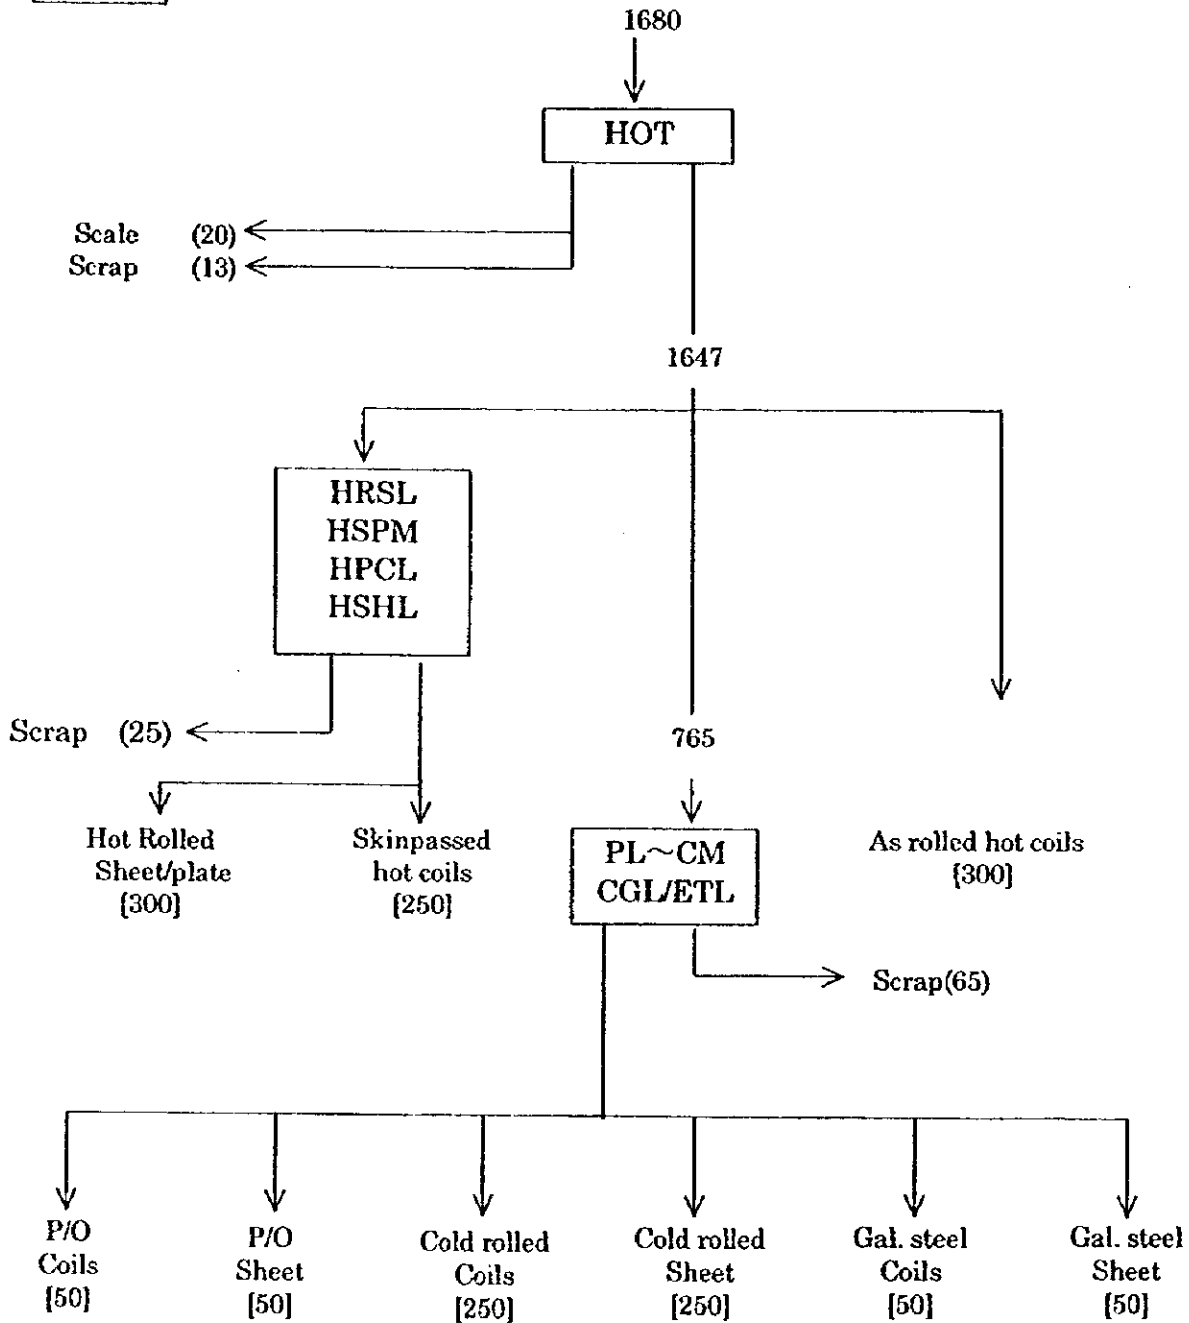 1680
HOT
Scale (20)
Scrap (13)
1647
HRSL
HSPM
HPCL
HSHL
Scrap (25)
765
Hot Rolled
Sheet/plate
[300]
Skinpassed
hot coils
[250]
PL~CM
CGL/ETL
As rolled hot coils
[300]
Scrap(65)
P/O
Coils
[50]
P/O
Sheet
[50]
Cold rolled
Coils
[250]
Cold rolled
Sheet
[250]
Gal. steel
Coils
[50]
Gal. steel
Sheet
[50]